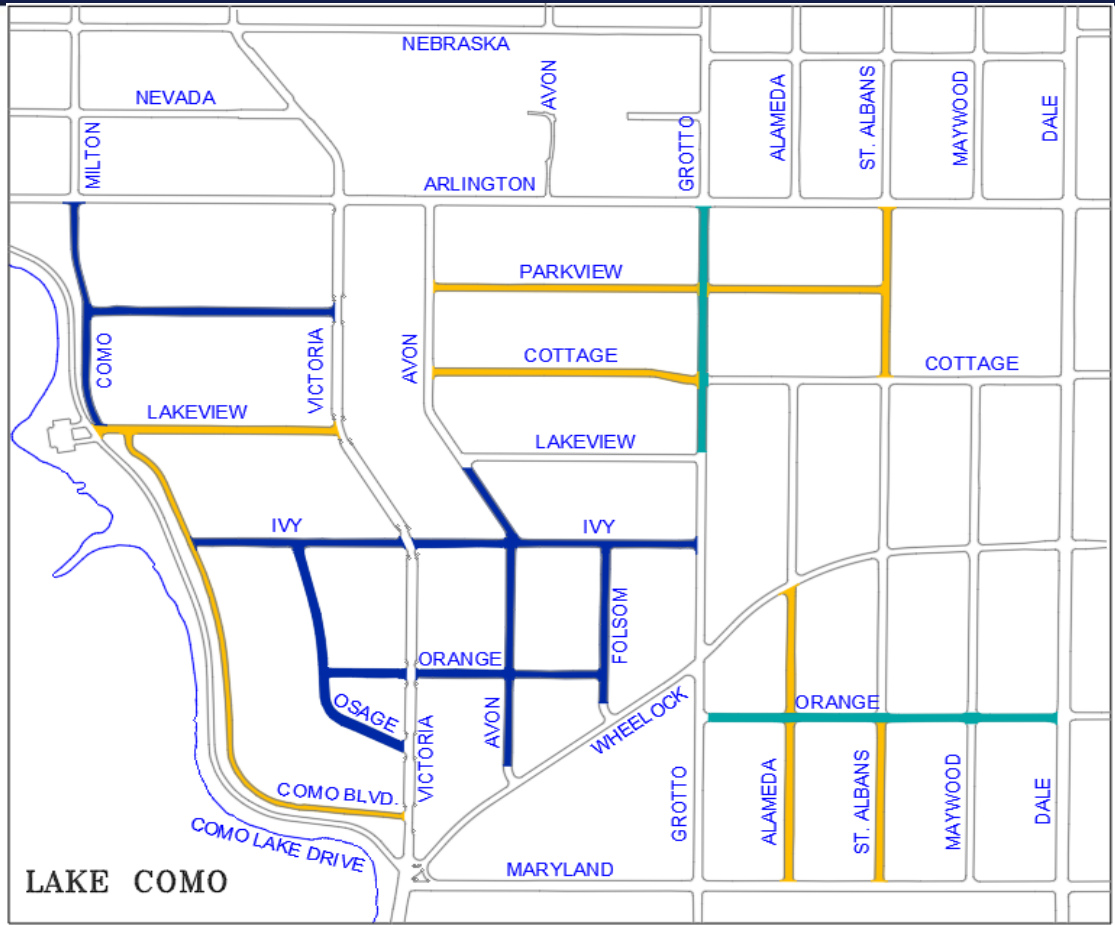 NEBRASKA
NEVADA
AVON
MILTON
ARLINGTON
GROTTO
ALAMEDA
ST. ALBANS
MAYWOOD
DALE
PARKVIEW
COMO
VICTORIA
AVON
COTTAGE
COTTAGE
LAKEVIEW
LAKEVIEW
IVY
IVY
FOLSOM
ORANGE
OSAGE
AVON
WHEELOCK
ORANGE
VICTORIA
COMO BLVD.
COMO LAKE DRIVE
GROTTO
ALAMEDA
ST. ALBANS
MAYWOOD
DALE
MARYLAND
LAKE COMO